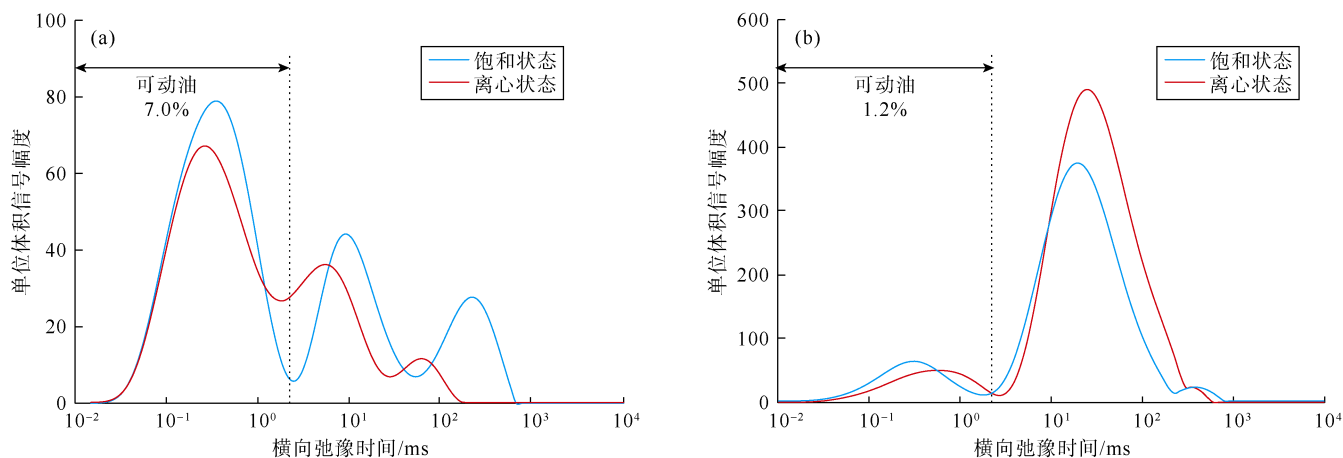 (a)
饱和状态
离心状态
可动油
7.0%
单位体积信号幅度
100
80
60
40
20
0
10⁻²
10⁻¹
10⁰
10¹
10²
10³
10⁴
横向弛豫时间/ms
(b)
饱和状态
离心状态
可动油
1.2%
单位体积信号幅度
600
500
400
300
200
100
0
10⁻²
10⁻¹
10⁰
10¹
10²
10³
10⁴
横向弛豫时间/ms